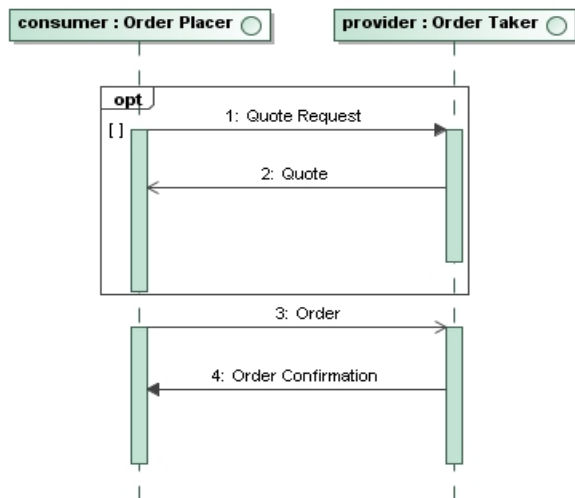 consumer : Order Placer
provider : Order Taker
opt
[ ]
1: Quote Request
2: Quote
3: Order
4: Order Confirmation